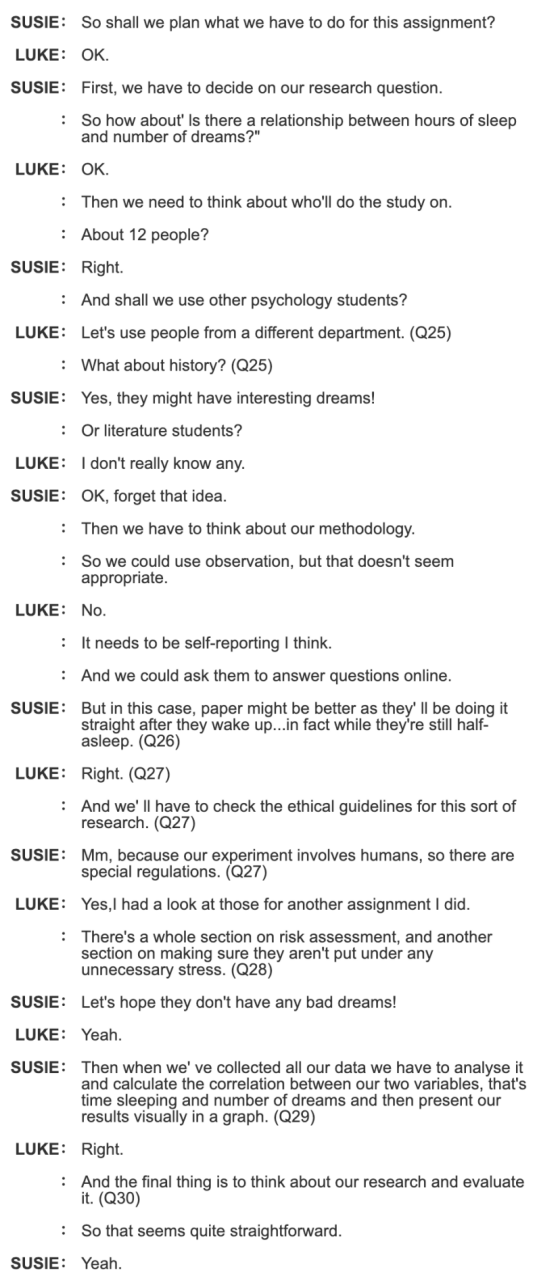 SUSIE: So shall we plan what we have to do for this assignment?
LUKE: OK.
SUSIE: First, we have to decide on our research question.
: So how about' Is there a relationship between hours of sleep
and number of dreams?"
LUKE: OK.
: Then we need to think about who'll do the study on.
: About 12 people?
SUSIE: Right.
: And shall we use other psychology students?
LUKE: Let's use people from a different department. (Q25)
: What about history? (Q25)
SUSIE: Yes, they might have interesting dreams!
: Or literature students?
LUKE: I don't really know any.
SUSIE: OK, forget that idea.
: Then we have to think about our methodology.
: So we could use observation, but that doesn't seem
appropriate.
LUKE: No.
: It needs to be self-reporting I think.
: And we could ask them to answer questions online.
SUSIE: But in this case, paper might be better as they' ll be doing it
straight after they wake up...in fact while they're still half-
asleep. (Q26)
LUKE: Right. (Q27)
: And we' ll have to check the ethical guidelines for this sort of
research. (Q27)
SUSIE: Mm, because our experiment involves humans, so there are
special regulations. (Q27)
LUKE: Yes,I had a look at those for another assignment I did.
: There's a whole section on risk assessment, and another
section on making sure they aren't put under any
unnecessary stress. (Q28)
SUSIE: Let's hope they don't have any bad dreams!
LUKE: Yeah.
SUSIE: Then when we' ve collected all our data we have to analyse it
and calculate the correlation between our two variables, that's
time sleeping and number of dreams and then present our
results visually in a graph. (Q29)
LUKE: Right.
: And the final thing is to think about our research and evaluate
it. (Q30)
: So that seems quite straightforward.
SUSIE: Yeah.